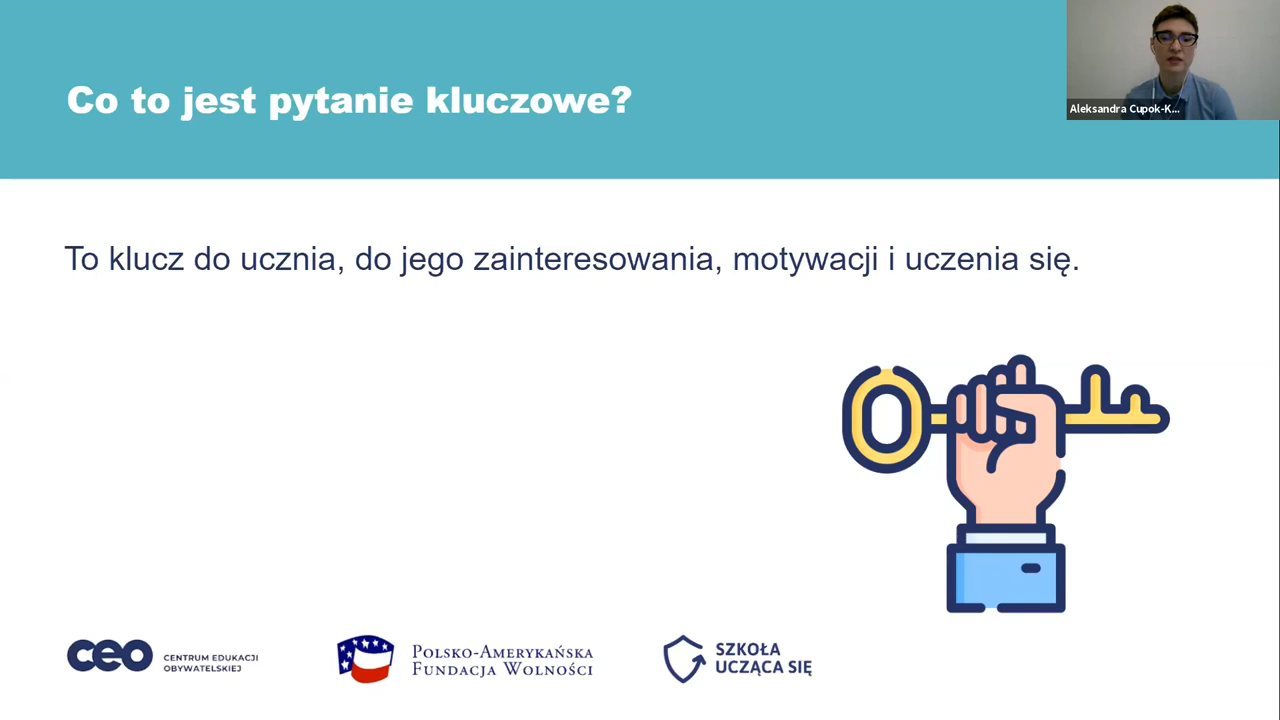 Co to jest pytanie kluczowe?
Aleksandra Cupok-K...
To klucz do ucznia, do jego zainteresowania, motywacji i uczenia się.
ceo
CENTRUM EDUKACJI
OBYWATELSKIEJ
POLSKO-AMERYKAŃSKA
FUNDACJA WOLNOŚCI
SZKOŁA
UCZĄCA SIĘ